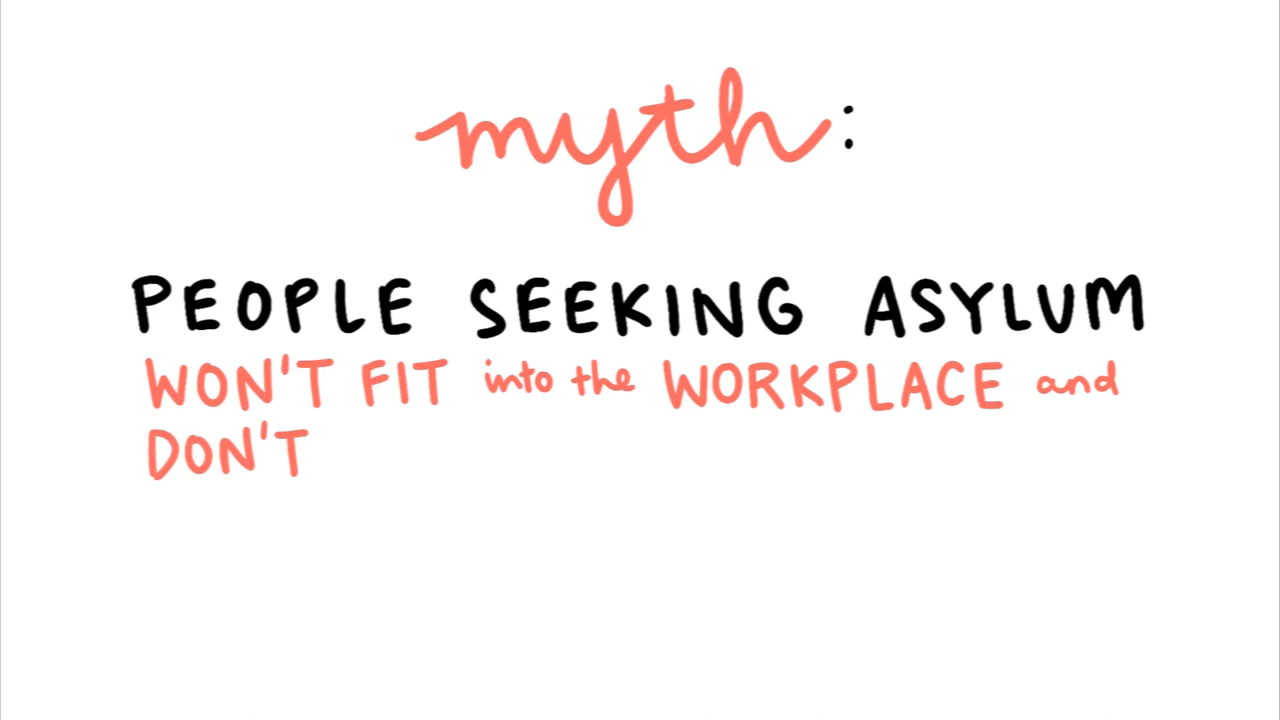 myth:
PEOPLE SEEKING ASYLUM
WON'T FIT into the WORKPLACE and
DON'T